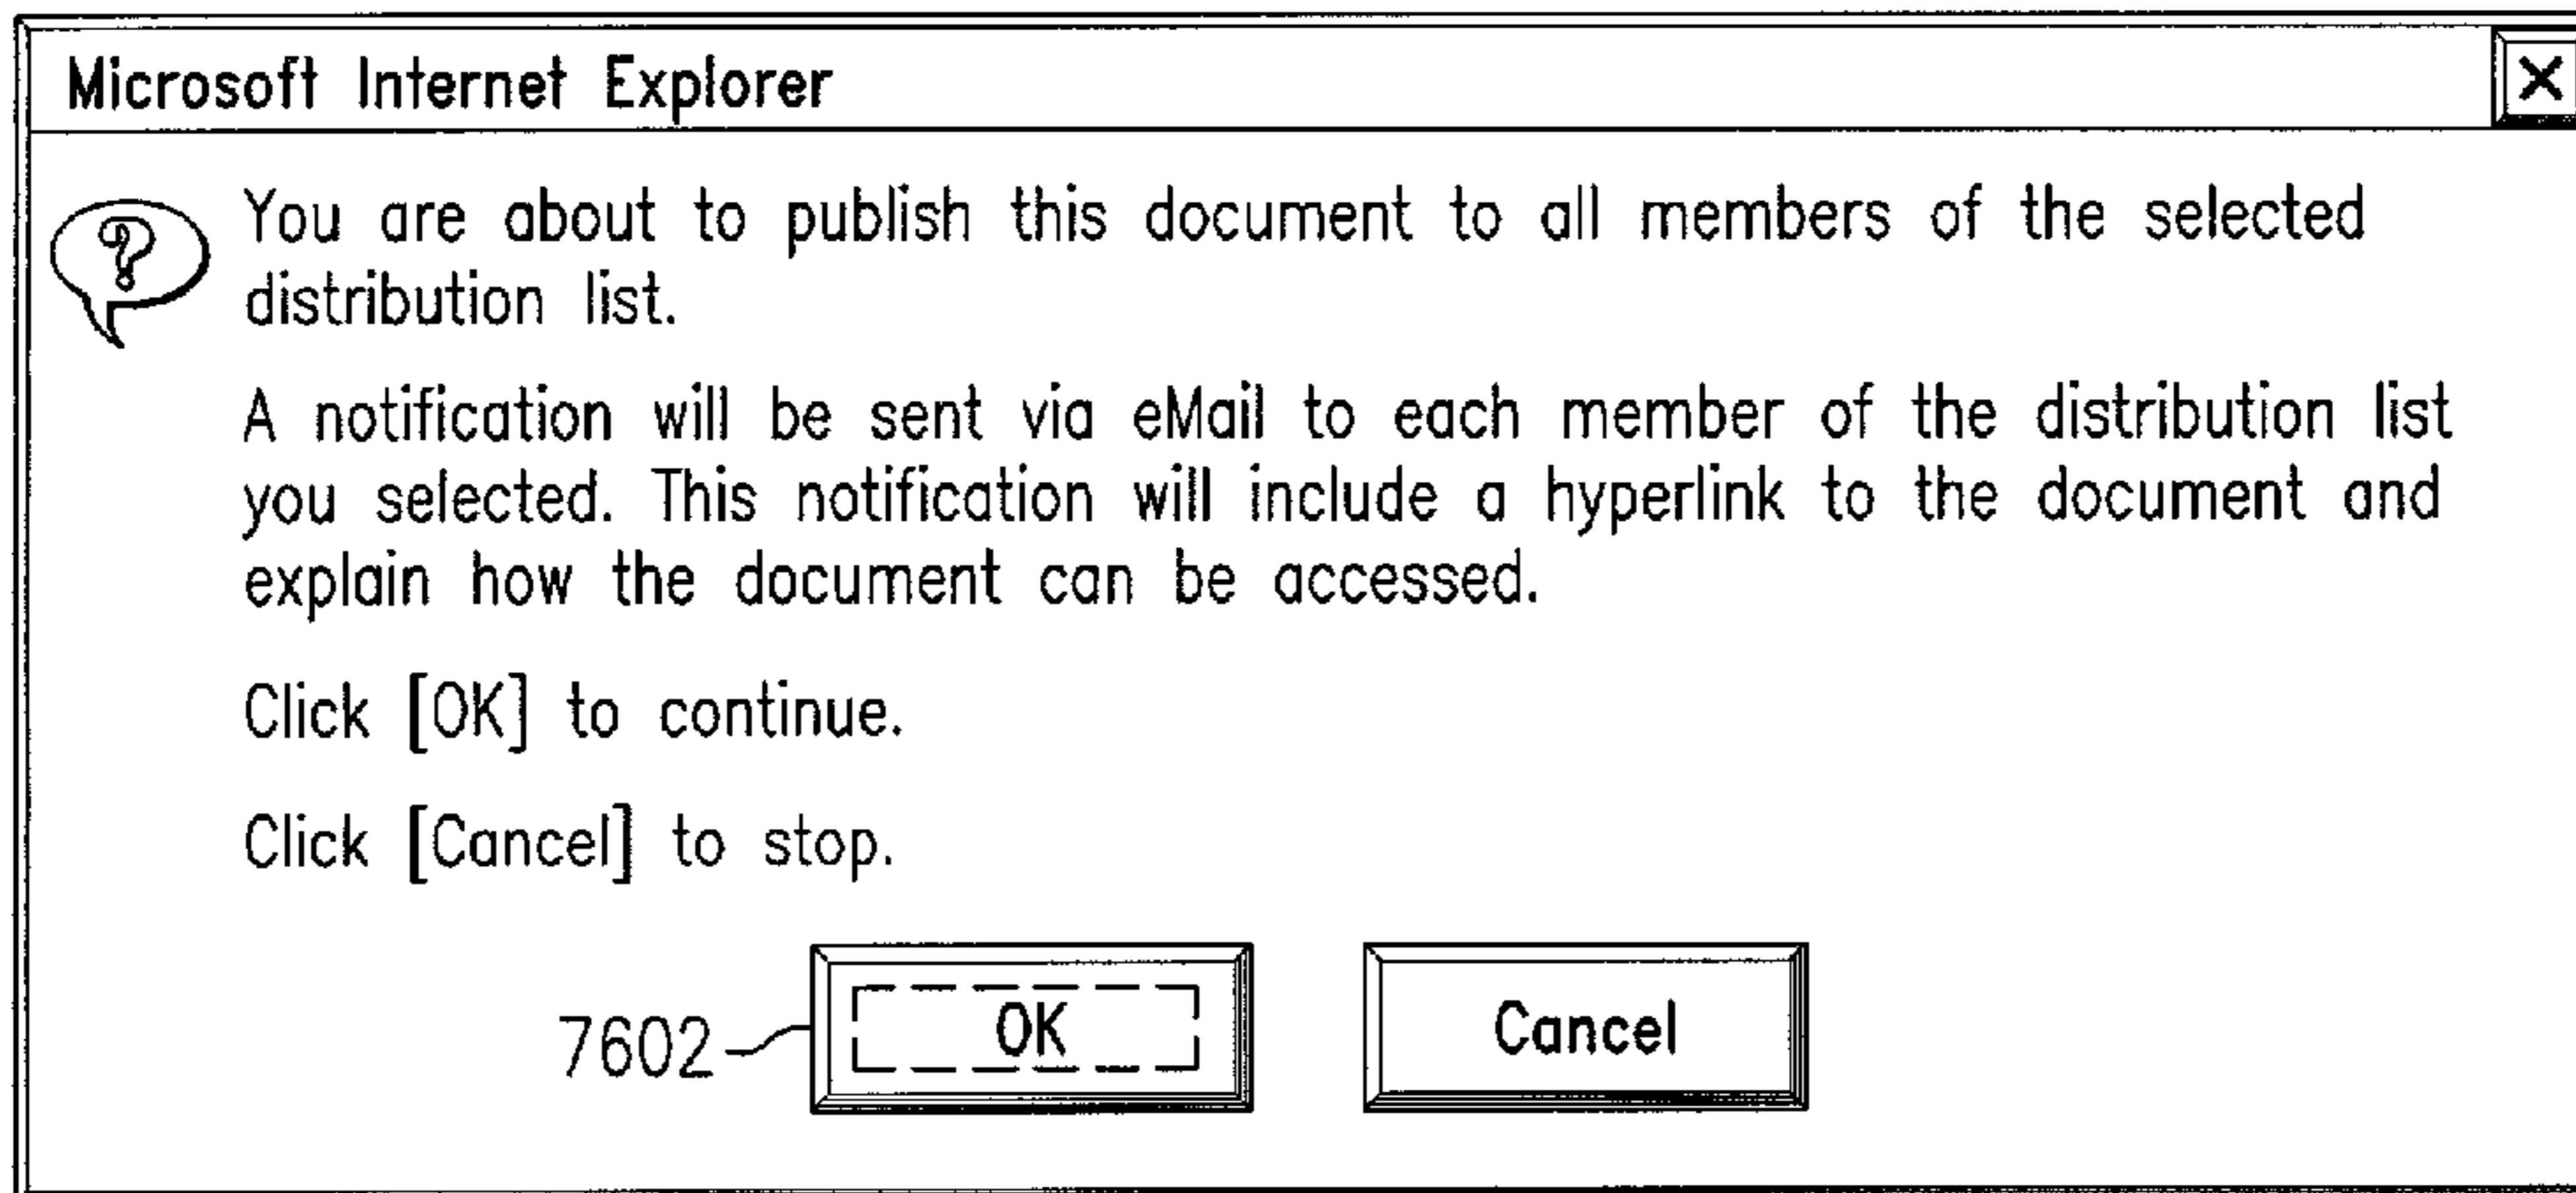 Microsoft Internet Explorer
You are about to publish this document to all members of the selected
distribution list.
A notification will be sent via eMail to each member of the distribution list
you selected. This notification will include a hyperlink to the document and
explain how the document can be accessed.
Click [OK] to continue.
Click [Cancel] to stop.
7602 OK Cancel